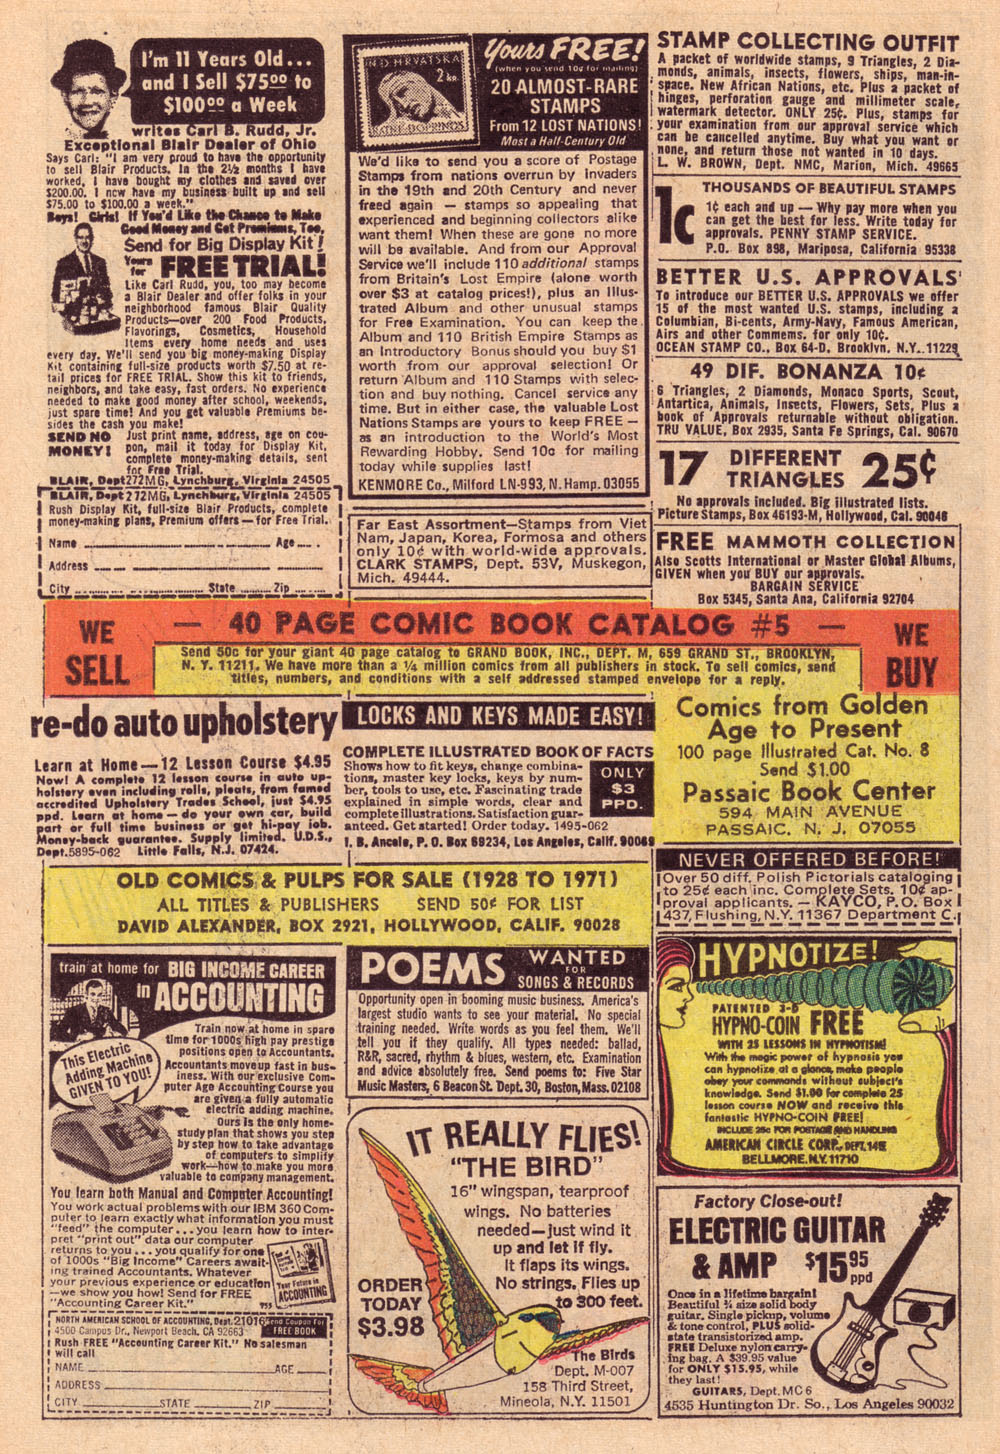 I'm 11 Years Old...
and I Sell $75⁰⁰ to
$100⁰⁰ a Week
writes Carl B. Rudd, Jr.
Exceptional Blair Dealer of Ohio
Says Carl: "I am very proud to have the opportunity
to sell Blair Products. In the 2½ months I have
worked, I have bought my clothes and saved over
$200.00. I now have my business built up and sell
$75.00 to $100.00 a week."
Boys! Girls! If You'd Like the Chance to Make
Good Money and Get Premiums, Too,
Send for Big Display Kit!
Yours
for
FREE TRIAL!
Like Carl Rudd, you, too may become
a Blair Dealer and offer folks in your
neighborhood famous Blair Quality
Products—over 200 Food Products,
Flavorings, Cosmetics, Household
Items every home needs and uses
every day. We'll send you big money-making Display
Kit containing full-size products worth $7.50 at re-
tail prices for FREE TRIAL. Show this kit to friends,
neighbors, and take easy, fast orders. No experience
needed to make good money after school, weekends,
just spare time! And you get valuable Premiums be-
sides the cash you make!
SEND NO
MONEY!
Just print name, address, age on cou-
pon, mail it today for Display Kit,
complete money-making details, sent
for Free Trial.
BLAIR, Dept 272MG, Lynchburg, Virginia 24505
BLAIR, Dept 272MG, Lynchburg, Virginia 24505
Rush Display Kit, full-size Blair Products, complete
money-making plans, Premium offers—for Free Trial.
Name Age
Address
City State Zip
N.D. HRVATSKA
2 kn.
Yours FREE!
(when you send 10¢ for mailing)
20 ALMOST-RARE
STAMPS
From 12 LOST NATIONS!
Most a Half-Century Old
We'd like to send you a score of Postage
Stamps from nations overrun by Invaders
in the 19th and 20th Century and never
freed again — stamps so appealing that
experienced and beginning collectors alike
want them! When these are gone no more
will be available. And from our Approval
Service we'll include 110 additional stamps
from Britain's Lost Empire (alone worth
over $3 at catalog prices!), plus an Illus-
trated Album and other unusual stamps
for Free Examination. You can keep the
Album and 110 British Empire Stamps as
an Introductory Bonus should you buy $1
worth from our approval selection! Or
return Album and 110 Stamps with selec-
tion and buy nothing. Cancel service any
time. But in either case, the valuable Lost
Nations Stamps are yours to keep FREE —
as an introduction to the World's Most
Rewarding Hobby. Send 10¢ for mailing
today while supplies last!
KENMORE Co., Milford LN-993, N. Hamp. 03055
Far East Assortment—Stamps from Viet
Nam, Japan, Korea, Formosa and others
only 10¢ with world-wide approvals.
CLARK STAMPS, Dept. 53V, Muskegon,
Mich. 49444.
STAMP COLLECTING OUTFIT
A packet of worldwide stamps, 9 Triangles, 2 Dia-
monds, animals, insects, flowers, ships, man-in-
space. New African Nations, etc. Plus a packet of
hinges, perforation gauge and millimeter scale,
watermark detector. ONLY 25¢. Plus, stamps for
your examination from our approval service which
can be cancelled anytime. Buy what you want or
none, and return those not wanted in 10 days.
L. W. BROWN, Dept. NMC, Marion, Mich. 49665
1c
THOUSANDS OF BEAUTIFUL STAMPS
1¢ each and up — Why pay more when you
can get the best for less. Write today for
approvals. PENNY STAMP SERVICE.
P.O. Box 898, Mariposa, California 95338
BETTER U.S. APPROVALS
To introduce our BETTER U.S. APPROVALS we offer
15 of the most wanted U.S. stamps, including a
Columbian, Bi-cents, Army-Navy, Famous American,
Airs and other Commems. for only 10¢.
OCEAN STAMP CO., Box 64-D, Brooklyn, N.Y. 11229
49 DIF. BONANZA 10¢
6 Triangles, 2 Diamonds, Monaco Sports, Scout,
Antartica, Animals, Insects, Flowers, Sets, Plus a
book of Approvals returnable without obligation.
TRU VALUE, Box 2935, Santa Fe Springs, Cal. 90670
17 DIFFERENT
TRIANGLES 25¢
No approvals included. Big illustrated lists.
Picture Stamps, Box 46193-M, Hollywood, Cal. 90046
FREE MAMMOTH COLLECTION
Also Scotts International or Master Global Albums,
GIVEN when you BUY our approvals.
BARGAIN SERVICE
Box 5345, Santa Ana, California 92704
WE
SELL
— 40 PAGE COMIC BOOK CATALOG #5 —
Send 50c for your giant 40 page catalog to GRAND BOOK, INC., DEPT. M, 659 GRAND ST., BROOKLYN,
N. Y. 11211. We have more than a ¼ million comics from all publishers in stock. To sell comics, send
titles, numbers, and conditions with a self addressed stamped envelope for a reply.
WE
BUY
re-do auto upholstery
Learn at Home—12 Lesson Course $4.95
Now! A complete 12 lesson course in auto up-
holstery even including rolls, pleats, from famed
accredited Upholstery Trades School, just $4.95
ppd. Learn at home—do your own car, build
part or full time business or get hi-pay job.
Money-back guarantee. Supply limited. U.D.S.,
Dept. 5895-062 Little Falls, N.J. 07424.
LOCKS AND KEYS MADE EASY!
COMPLETE ILLUSTRATED BOOK OF FACTS
Shows how to fit keys, change combina-
tions, master key locks, keys by num-
ber, tools to use, etc. Fascinating trade
explained in simple words, clear and
complete illustrations. Satisfaction guar-
anteed. Get started! Order today. 1495-062
ONLY
$3
PPD.
I. B. Ancelo, P. O. Box 69234, Los Angeles, Calif. 90069
Comics from Golden
Age to Present
100 page Illustrated Cat. No. 8
Send $1.00
Passaic Book Center
594 MAIN AVENUE
PASSAIC, N. J. 07055
OLD COMICS & PULPS FOR SALE (1928 TO 1971)
ALL TITLES & PUBLISHERS SEND 50¢ FOR LIST
DAVID ALEXANDER, BOX 2921, HOLLYWOOD, CALIF. 90028
NEVER OFFERED BEFORE!
Over 50 diff. Polish Pictorials cataloging
to 25¢ each inc. Complete Sets. 10¢ ap-
proval applicants. — KAYCO, P.O. Box
437, Flushing, N.Y. 11367 Department C.
train at home for BIG INCOME CAREER
in ACCOUNTING
This Electric
Adding Machine
GIVEN TO YOU!
Train now at home in spare
time for 1000s high pay prestige
positions open to Accountants.
Accountants move up fast in bus-
iness. With our exclusive Com-
puter Age Accounting Course you
are given a fully automatic
electric adding machine.
Ours is the only home-
study plan that shows you step
by step how to take advantage
of computers to simplify
work—how to make you more
valuable to company management.
You learn both Manual and Computer Accounting!
You work actual problems with our IBM 360 Com-
puter to learn exactly what information you must
"feed" the computer...you learn how to inter-
pret "print out" data our computer
returns to you...you qualify for one
of 1000s "Big Income" Careers await-
ing trained Accountants. Whatever
your previous experience or education
—we show you how! Send for FREE
"Accounting Career Kit."
Your Future in
ACCOUNTING
NORTH AMERICAN SCHOOL OF ACCOUNTING, Dept. 21016
4500 Campus Dr., Newport Beach, CA 92663
Send Coupon For
FREE BOOK
Rush FREE "Accounting Career Kit." No salesman
will call
NAME AGE
ADDRESS
CITY STATE ZIP
POEMS WANTED
FOR
SONGS & RECORDS
Opportunity open in booming music business. America's
largest studio wants to see your material. No special
training needed. Write words as you feel them. We'll
tell you if they qualify. All types needed: ballad,
R&R, sacred, rhythm & blues, western, etc. Examination
and advice absolutely free. Send poems to: Five Star
Music Masters, 6 Beacon St. Dept. 30, Boston, Mass. 02108
IT REALLY FLIES!
"THE BIRD"
16" wingspan, tearproof
wings. No batteries
needed—just wind it
up and let if fly.
It flaps its wings.
No strings. Flies up
to 300 feet.
ORDER
TODAY
$3.98
The Birds
Dept. M-007
158 Third Street,
Mineola, N.Y. 11501
HYPNOTIZE!
PATENTED 3-D
HYPNO-COIN FREE
WITH 25 LESSONS IN HYPNOTISM!
With the magic power of hypnosis you
can hypnotize at a glance, make people
obey your commands without subject's
knowledge. Send $1.00 for complete 25
lesson course NOW and receive this
fantastic HYPNO-COIN FREE!
INCLUDE 25c FOR POSTAGE AND HANDLING
AMERICAN CIRCLE CORP., DEPT. 14E
BELLMORE, N.Y. 11710
Factory Close-out!
ELECTRIC GUITAR
& AMP $15⁹⁵
ppd
Once in a lifetime bargain!
Beautiful ¾ size solid body
guitar. Single pickup, volume
& tone control, PLUS solid-
state transistorized amp.
FREE Deluxe nylon carry-
ing bag. A $39.95 value
for ONLY $15.95, while
they last!
GUITARS, Dept. MC 6
4535 Huntington Dr. So., Los Angeles 90032